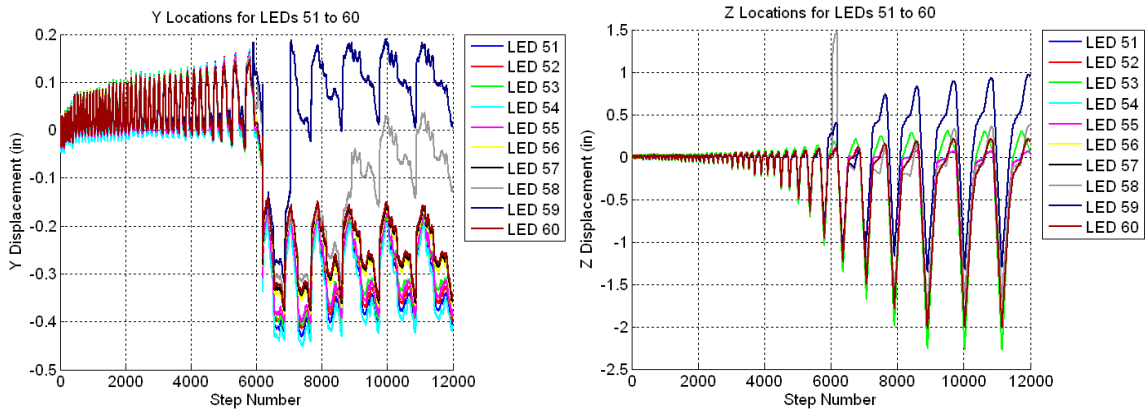 Y Locations for LEDs 51 to 60
0.2
0.1
0
-0.1
-0.2
-0.3
-0.4
-0.5
Y Displacement (in)
0 2000 4000 6000 8000 10000 12000
Step Number
LED 51
LED 52
LED 53
LED 54
LED 55
LED 56
LED 57
LED 58
LED 59
LED 60
Z Locations for LEDs 51 to 60
1.5
1
0.5
0
-0.5
-1
-1.5
-2
-2.5
Z Displacement (in)
0 2000 4000 6000 8000 10000 12000
Step Number
LED 51
LED 52
LED 53
LED 54
LED 55
LED 56
LED 57
LED 58
LED 59
LED 60